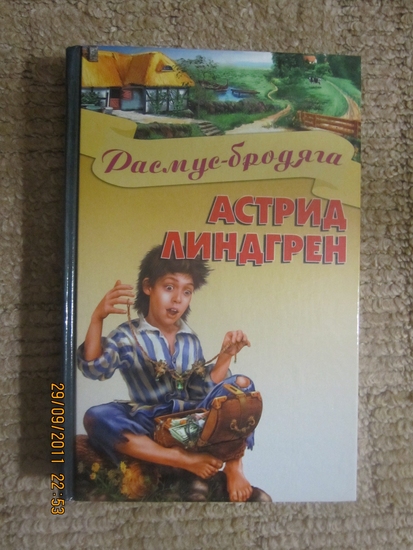 Расмус-бродяга
АСТРИД
ЛИНДГРЕН
29/09/2011 22:53